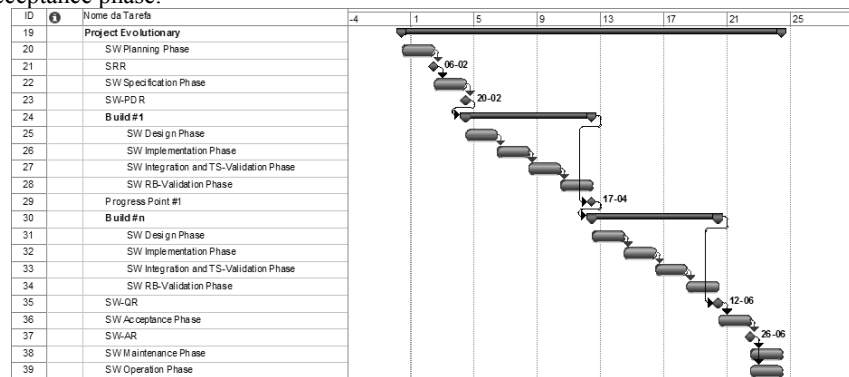 cceptance phase.
ID Nome da Tarefa -4 1 5 9 13 17 21 25
19 Project Evolutionary
20 SW Planning Phase
21 SRR 06-02
22 SW Specification Phase
23 SW-PDR 20-02
24 Build #1
25 SW Design Phase
26 SW Implementation Phase
27 SW Integration and TS-Validation Phase
28 SW RB-Validation Phase
29 Progress Point #1 17-04
30 Build #n
31 SW Design Phase
32 SW Implementation Phase
33 SW Integration and TS-Validation Phase
34 SW RB-Validation Phase
35 SW-QR 12-06
36 SW Acceptance Phase
37 SW-AR 26-06
38 SW Maintenance Phase
39 SW Operation Phase